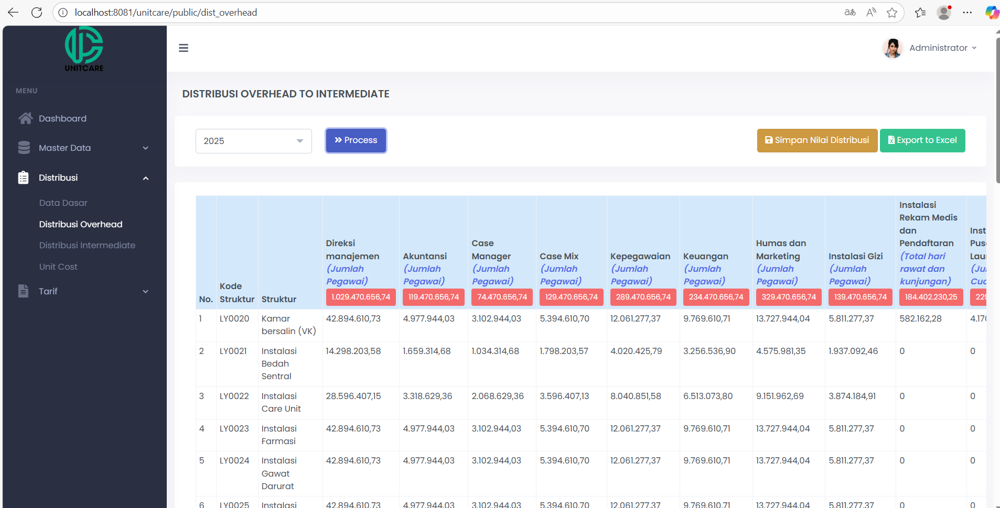 localhost:8081/unitcare/public/dist_overhead
UNITCARE
MENU
Dashboard
Master Data
Distribusi
Data Dasar
Distribusi Overhead
Distribusi Intermediate
Unit Cost
Tarif
Administrator
DISTRIBUSI OVERHEAD TO INTERMEDIATE
2025
Process
Simpan Nilai Distribusi
Export to Excel
No.
Kode
Struktur
Struktur
Direksi
manajemen
(Jumlah
Pegawai)
1.029.470.656,74
Akuntansi
(Jumlah
Pegawai)
119.470.656,74
Case
Manager
(Jumlah
Pegawai)
74.470.656,74
Case Mix
(Jumlah
Pegawai)
129.470.656,74
Kepegawaian
(Jumlah
Pegawai)
289.470.656,74
Keuangan
(Jumlah
Pegawai)
234.470.656,74
Humas dan
Marketing
(Jumlah
Pegawai)
329.470.656,74
Instalasi Gizi
(Jumlah
Pegawai)
139.470.656,74
Instalasi
Rekam Medis
dan
Pendaftaran
(Total hari
rawat dan
kunjungan)
184.402.230,25
1 LY0020 Kamar bersalin (VK) 42.894.610,73 4.977.944,03 3.102.944,03 5.394.610,70 12.061.277,37 9.769.610,71 13.727.944,04 5.811.277,37 582.162,28
2 LY0021 Instalasi Bedah Sentral 14.298.203,58 1.659.314,68 1.034.314,68 1.798.203,57 4.020.425,79 3.256.536,90 4.575.981,35 1.937.092,46 0 0
3 LY0022 Instalasi Care Unit 28.596.407,15 3.318.629,36 2.068.629,36 3.596.407,13 8.040.851,58 6.513.073,80 9.151.962,69 3.874.184,91 0 0
4 LY0023 Instalasi Farmasi 42.894.610,73 4.977.944,03 3.102.944,03 5.394.610,70 12.061.277,37 9.769.610,71 13.727.944,04 5.811.277,37 0 0
5 LY0024 Instalasi Gawat Darurat 42.894.610,73 4.977.944,03 3.102.944,03 5.394.610,70 12.061.277,37 9.769.610,71 13.727.944,04 5.811.277,37 0 0
6 LY0025 Instalasi 42.894.610,73 4.977.944,03 3.102.944,03 5.394.610,70 12.061.277,37 9.769.610,71 13.727.944,04 5.811.277,37 0 0